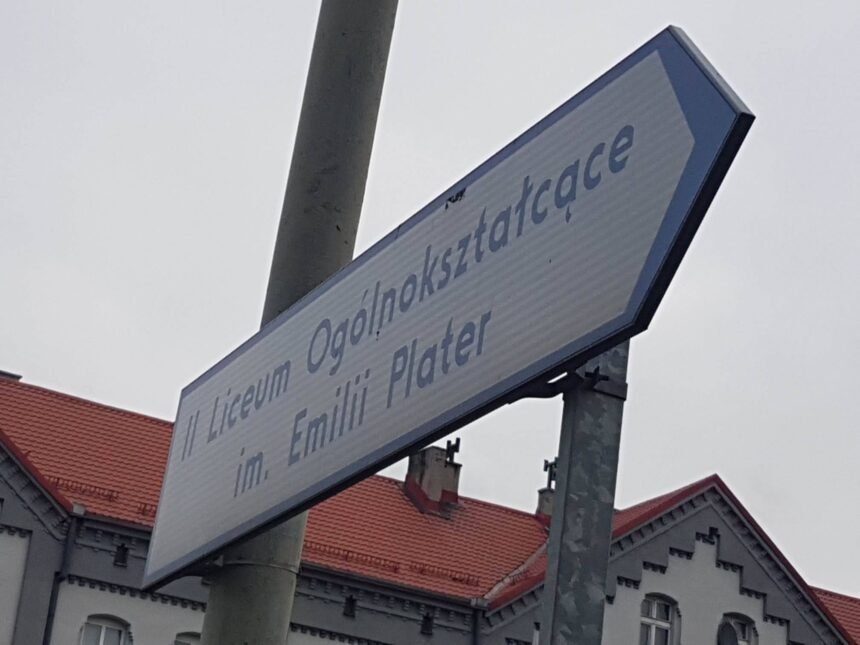 II Liceum Ogólnokształcące
im. Emilii Plater